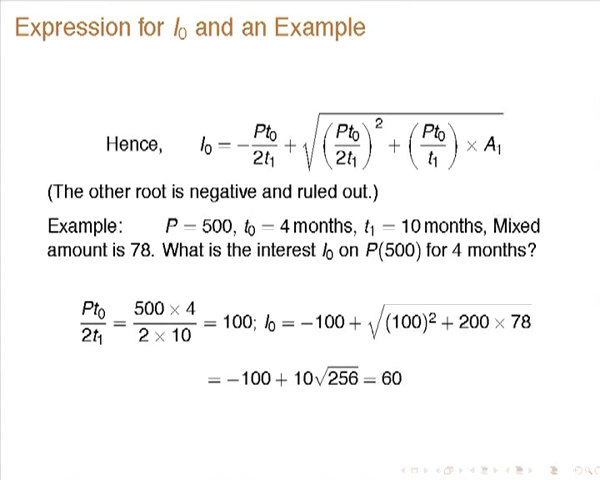 Expression for I₀ and an Example
Hence, I₀ = −Pt₀/2t₁ + √((Pt₀/2t₁)² + (Pt₀/t₁) × A₁)
(The other root is negative and ruled out.)
Example: P = 500, t₀ = 4 months, t₁ = 10 months, Mixed
amount is 78. What is the interest I₀ on P(500) for 4 months?
Pt₀/2t₁ = 500 × 4/2 × 10 = 100; I₀ = −100 + √((100)² + 200 × 78
= −100 + 10√256 = 60